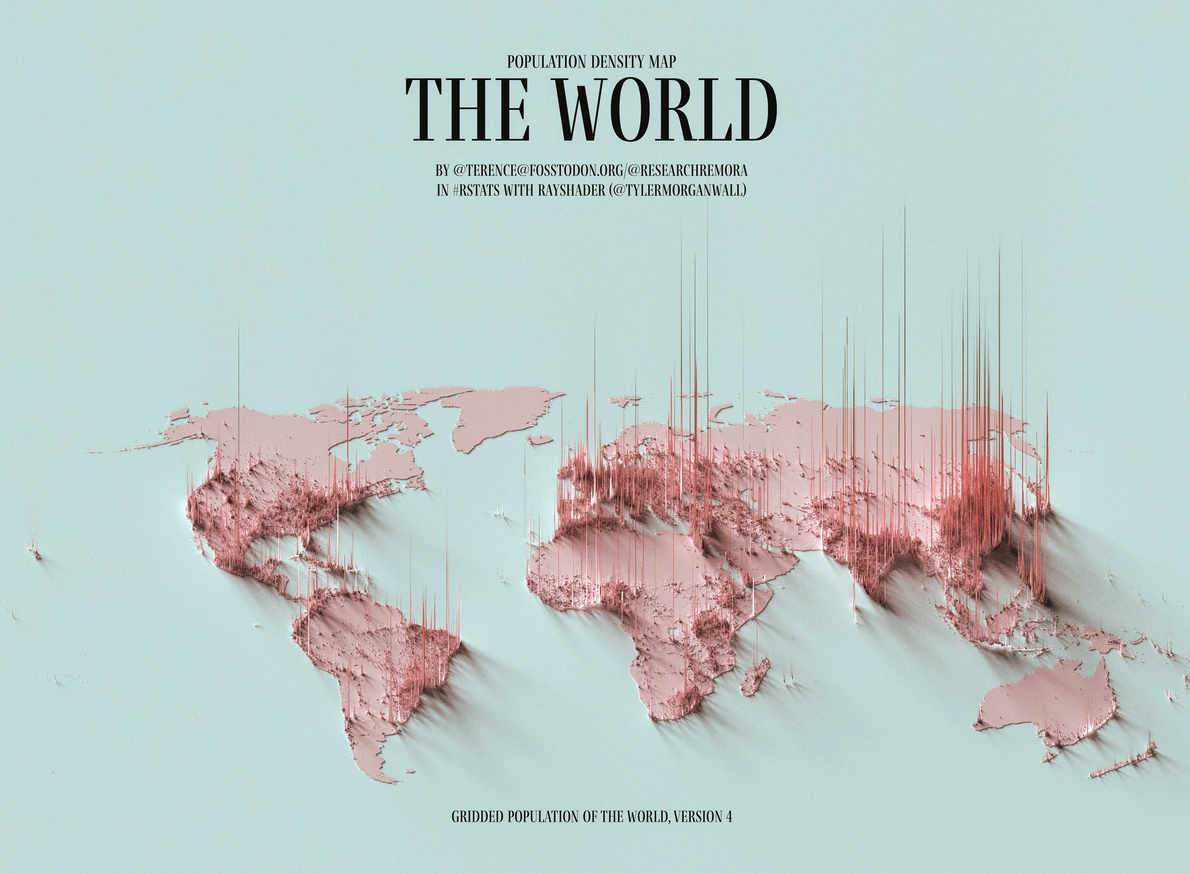 POPULATION DENSITY MAP
THE WORLD
BY @TERENCE@FOSSTODON.ORG/@RESEARCHREMORA
IN #RSTATS WITH RAYSHADER (@TYLERMORGANWALL)
GRIDDED POPULATION OF THE WORLD, VERSION 4